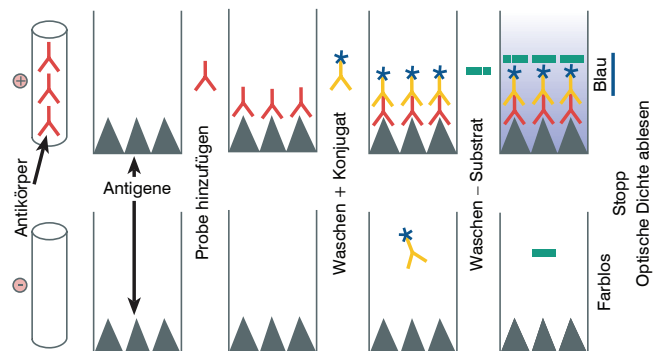 +
Antikörper
Antigene
Probe hinzufügen
Waschen + Konjugat
Waschen – Substrat
Blau
-
Farblos
Stopp
Optische Dichte ablesen